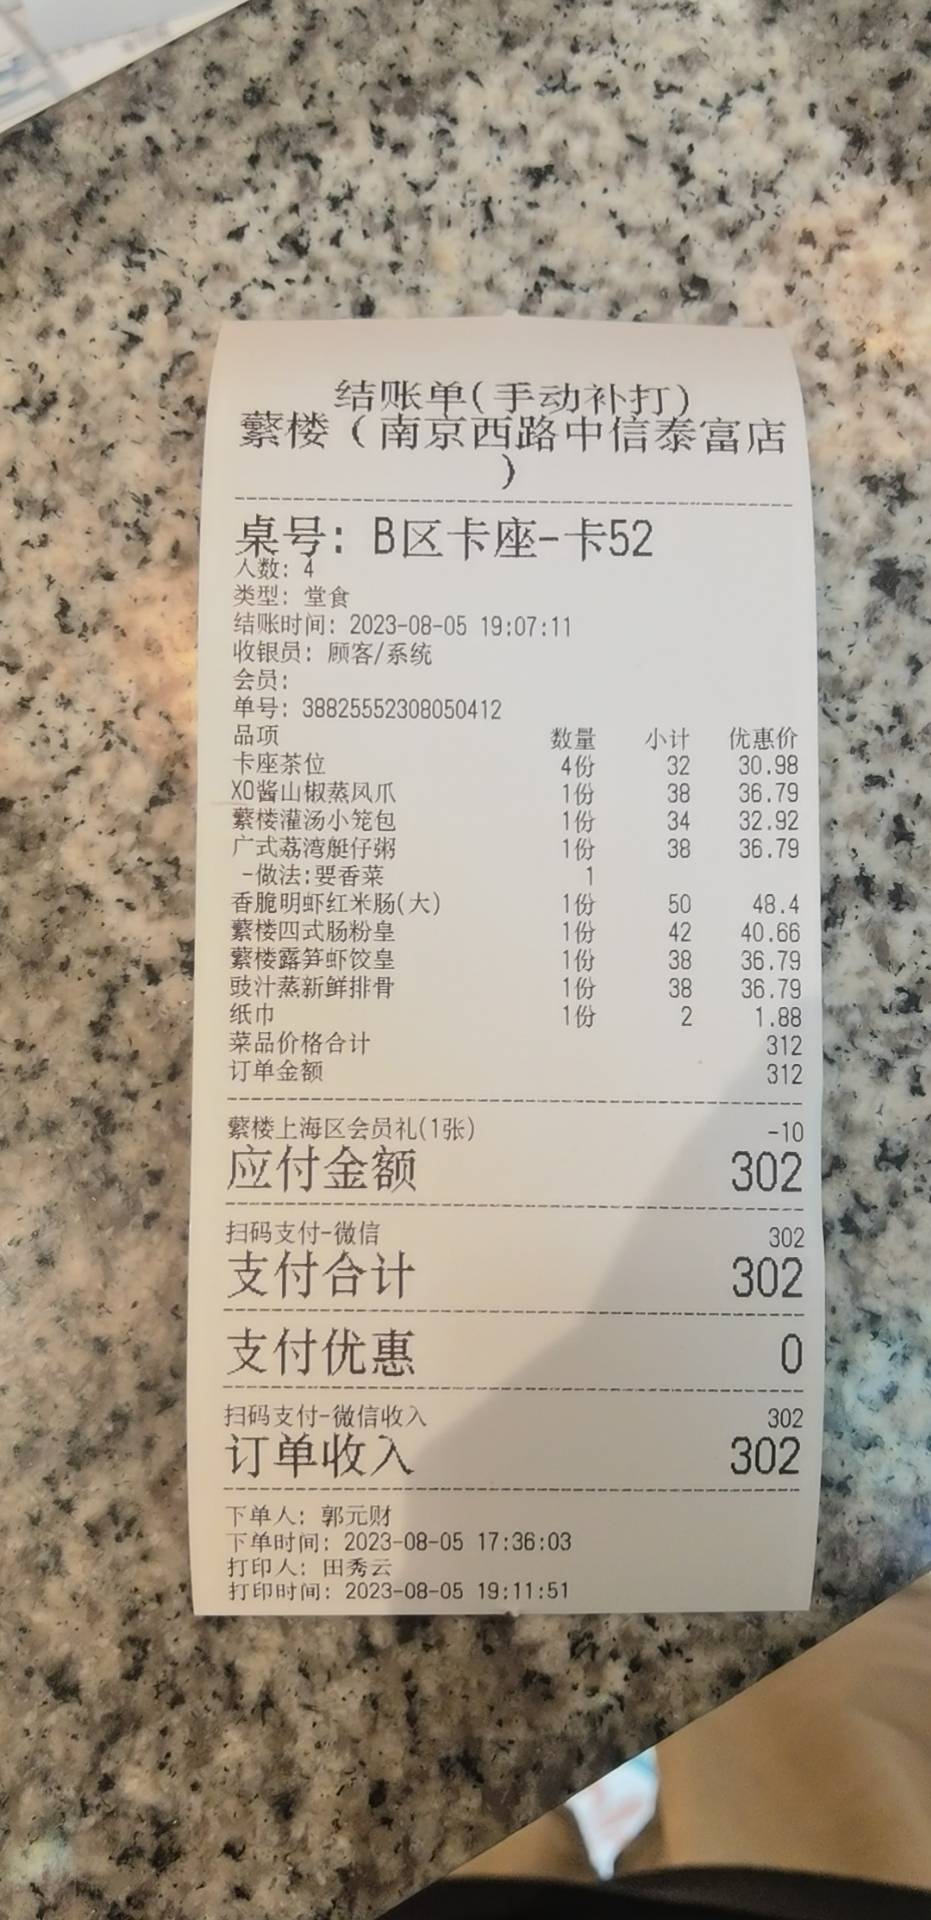 结账单(手动补打)
蘩楼（南京西路中信泰富店
）
桌号: B区卡座-卡52
人数: 4
类型: 堂食
结账时间: 2023-08-05 19:07:11
收银员: 顾客/系统
会员:
单号: 38825552308050412
品项 数量 小计 优惠价
卡座茶位 4份 32 30.98
XO酱山椒蒸凤爪 1份 38 36.79
蘩楼灌汤小笼包 1份 34 32.92
广式荔湾艇仔粥 1份 38 36.79
-做法:要香菜 1
香脆明虾红米肠(大) 1份 50 48.4
蘩楼四式肠粉皇 1份 42 40.66
蘩楼露笋虾饺皇 1份 38 36.79
豉汁蒸新鲜排骨 1份 38 36.79
纸巾 1份 2 1.88
菜品价格合计 312
订单金额 312
蘩楼上海区会员礼(1张) -10
应付金额 302
扫码支付-微信 302
支付合计 302
支付优惠 0
扫码支付-微信收入 302
订单收入 302
下单人: 郭元财
下单时间: 2023-08-05 17:36:03
打印人: 田秀云
打印时间: 2023-08-05 19:11:51